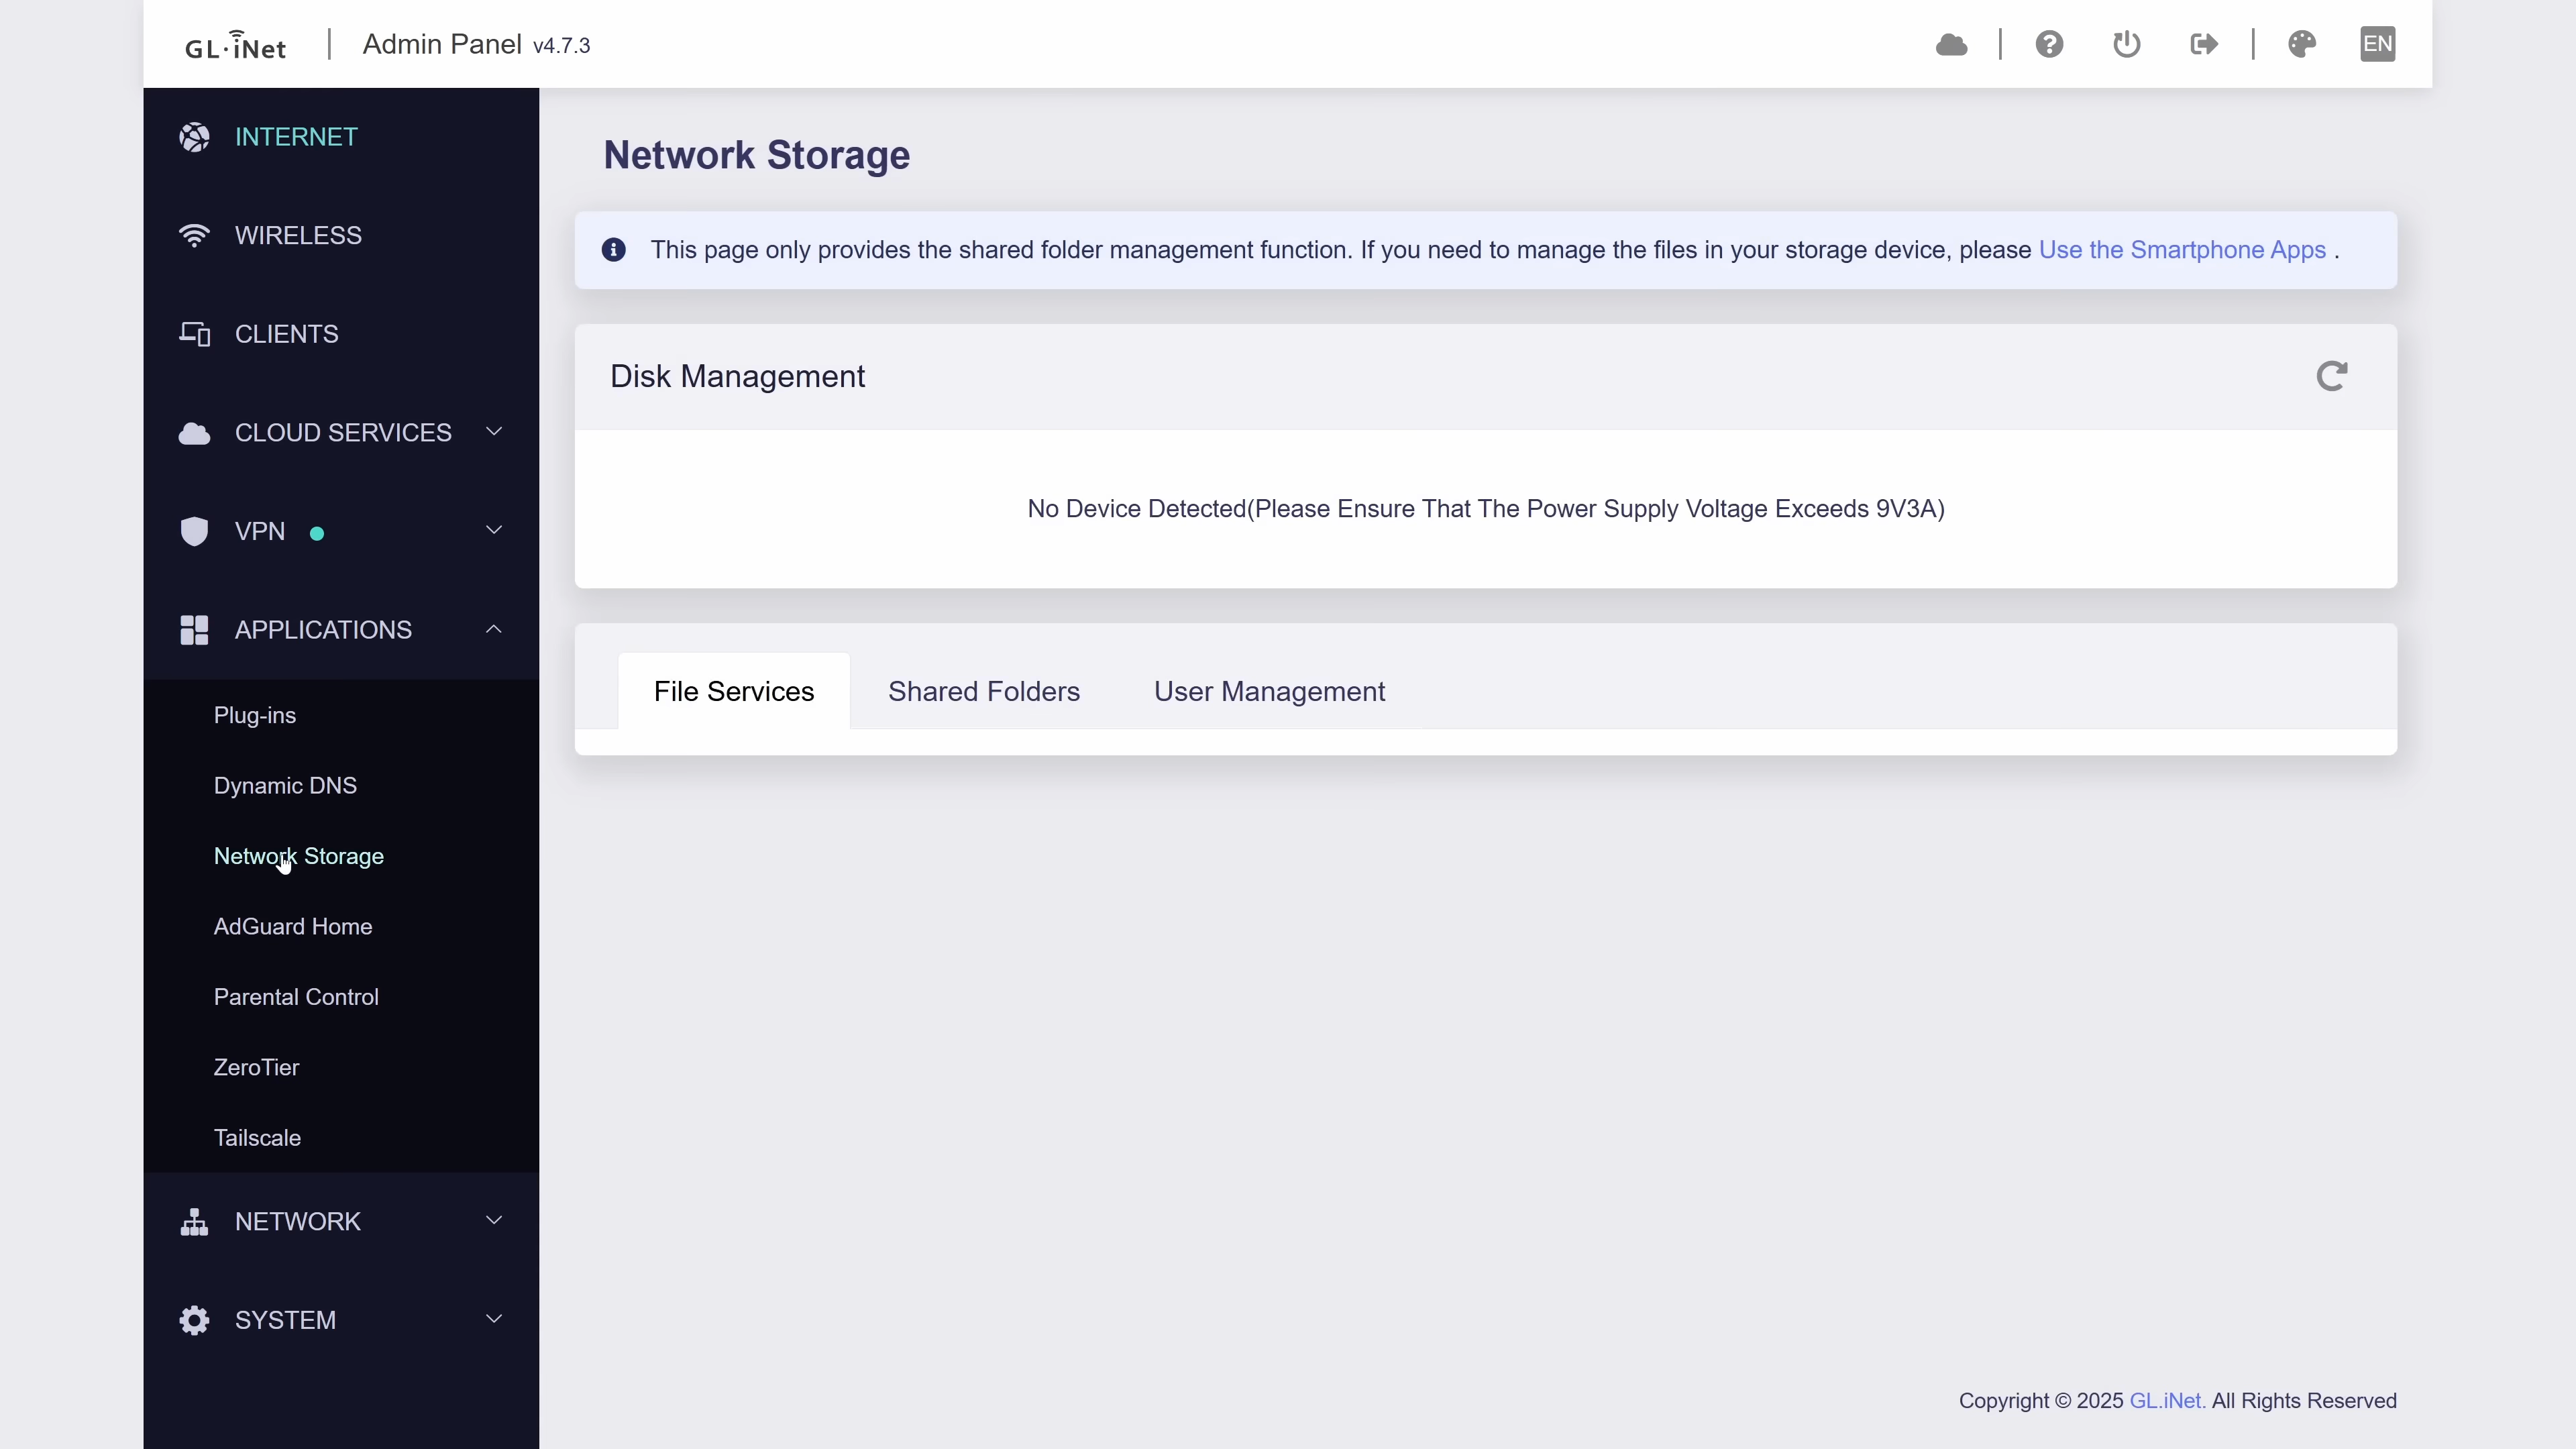 GL·iNet | Admin Panel v4.7.3
EN
INTERNET
WIRELESS
CLIENTS
CLOUD SERVICES
VPN
APPLICATIONS
Plug-ins
Dynamic DNS
Network Storage
AdGuard Home
Parental Control
ZeroTier
Tailscale
NETWORK
SYSTEM
Network Storage
This page only provides the shared folder management function. If you need to manage the files in your storage device, please Use the Smartphone Apps .
Disk Management
No Device Detected(Please Ensure That The Power Supply Voltage Exceeds 9V3A)
File Services Shared Folders User Management
Copyright © 2025 GL.iNet. All Rights Reserved